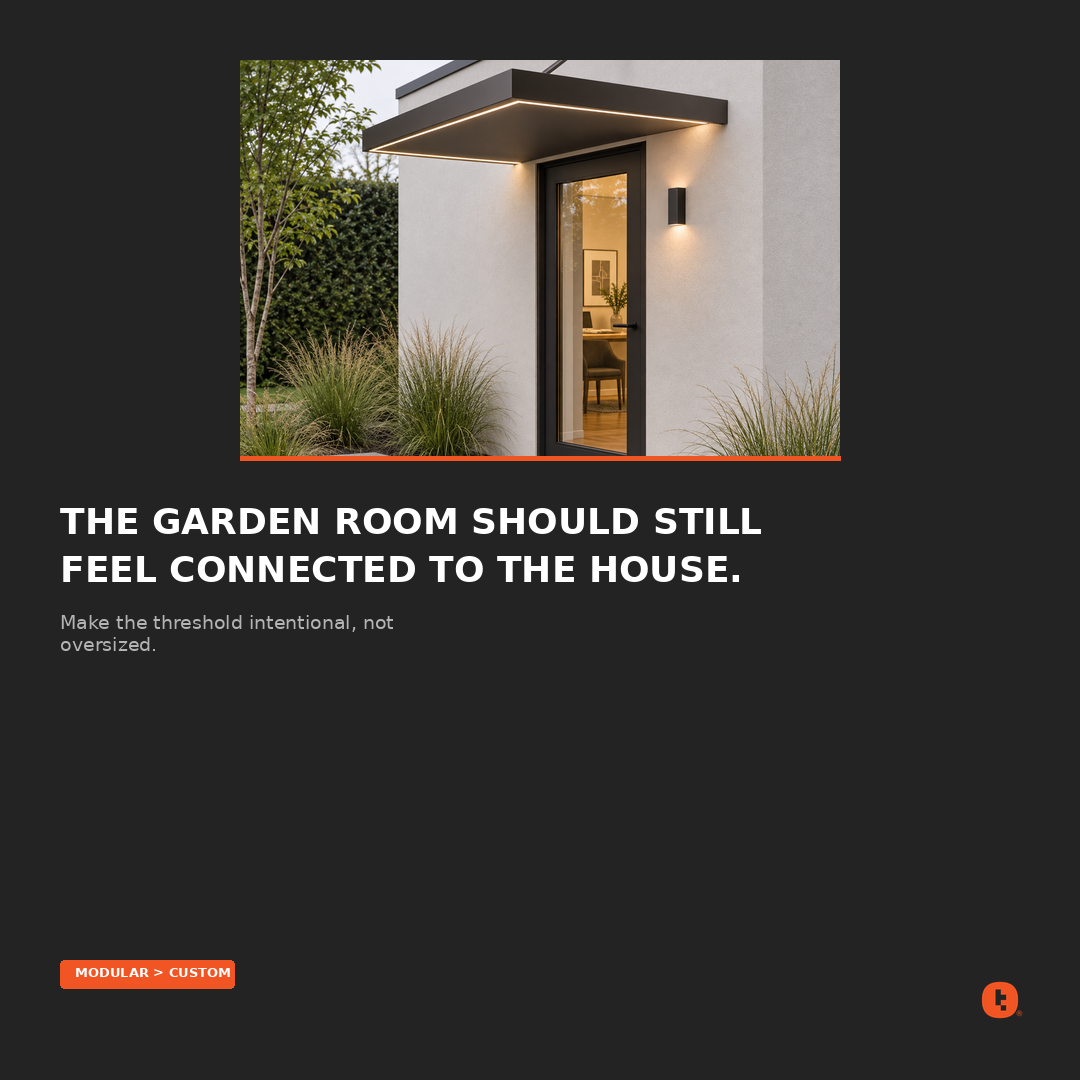 THE GARDEN ROOM SHOULD STILL
FEEL CONNECTED TO THE HOUSE.
Make the threshold intentional, not
oversized.
MODULAR > CUSTOM
t